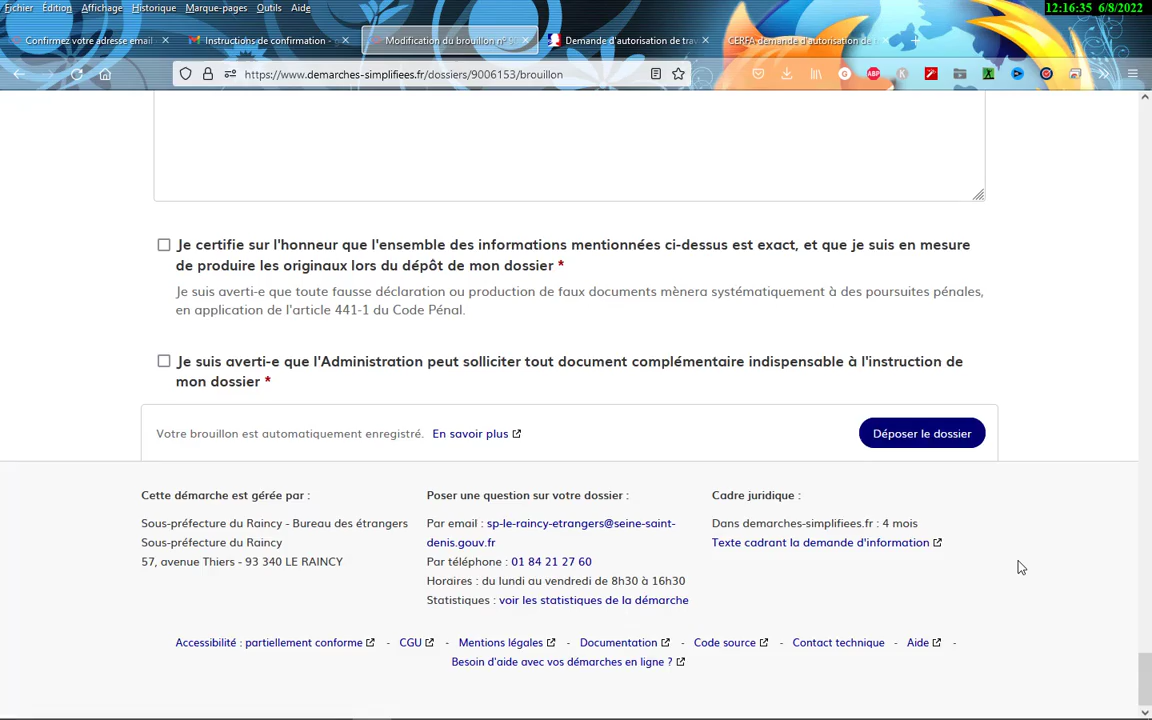 Fichier Édition Affichage Historique Marque-pages Outils Aide
12:16:35 6/8/2022
Confirmez votre adresse email
Instructions de confirmation -
Modification du brouillon nº 9
Demande d'autorisation de trav
CERFA demande d'autorisation de
https://www.demarches-simplifiees.fr/dossiers/9006153/brouillon
Je certifie sur l'honneur que l'ensemble des informations mentionnées ci-dessus est exact, et que je suis en mesure
de produire les originaux lors du dépôt de mon dossier *
Je suis averti-e que toute fausse déclaration ou production de faux documents mènera systématiquement à des poursuites pénales,
en application de l'article 441-1 du Code Pénal.
Je suis averti-e que l'Administration peut solliciter tout document complémentaire indispensable à l'instruction de
mon dossier *
Votre brouillon est automatiquement enregistré. En savoir plus
Déposer le dossier
Cette démarche est gérée par :
Sous-préfecture du Raincy - Bureau des étrangers
Sous-préfecture du Raincy
57, avenue Thiers - 93 340 LE RAINCY
Poser une question sur votre dossier :
Par email : sp-le-raincy-etrangers@seine-saint-
denis.gouv.fr
Par téléphone : 01 84 21 27 60
Horaires : du lundi au vendredi de 8h30 à 16h30
Statistiques : voir les statistiques de la démarche
Cadre juridique :
Dans demarches-simplifiees.fr : 4 mois
Texte cadrant la demande d'information
Accessibilité : partiellement conforme - CGU - Mentions légales - Documentation - Code source - Contact technique - Aide -
Besoin d'aide avec vos démarches en ligne ?